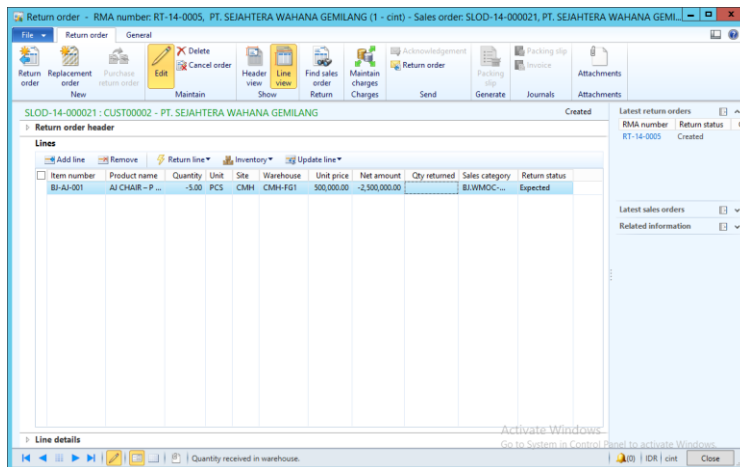 Return order - RMA number: RT-14-0005, PT. SEJAHTERA WAHANA GEMILANG (1 - cint) - Sales order: SLOD-14-000021, PT. SEJAHTERA WAHANA GEMI...
File Return order General
Return order
Replacement order
Purchase return order
New
Edit
Delete
Cancel order
Maintain
Header view
Line view
Show
Find sales order
Return
Maintain charges
Charges
Acknowledgement
Return order
Send
Packing slip
Generate
Packing slip
Invoice
Journals
Attachments
Attachments
SLOD-14-000021 : CUST00002 - PT. SEJAHTERA WAHANA GEMILANG Created
Return order header
Lines
Add line Remove Return line Inventory Update line
Item number Product name Quantity Unit Site Warehouse Unit price Net amount Qty returned Sales category Return status
BJ-AJ-001 AJ CHAIR – P ... -5.00 PCS CMH CMH-FG1 500,000.00 -2,500,000.00 BJ.WMOC-... Expected
Line details
Latest return orders
RMA number Return status
RT-14-0005 Created
Latest sales orders
Related information
Activate Windows
Go to System in Control Panel to activate Windows.
Quantity received in warehouse. (0) IDR cint Close